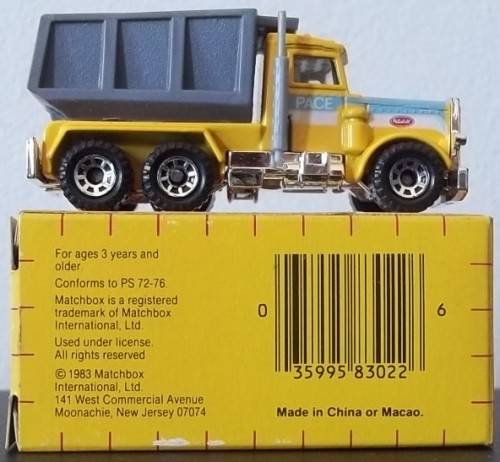 PACE
Peterbilt
For ages 3 years and
older.
Conforms to PS 72-76.
Matchbox is a registered
trademark of Matchbox
International, Ltd.
Used under license.
All rights reserved
© 1983 Matchbox
International, Ltd.
141 West Commercial Avenue
Moonachie, New Jersey 07074
0 35995 83022 6
Made in China or Macao.